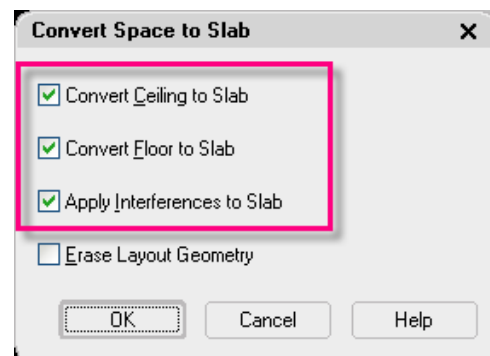 Convert Space to Slab
Convert Ceiling to Slab
Convert Floor to Slab
Apply Interferences to Slab
Erase Layout Geometry
OK Cancel Help